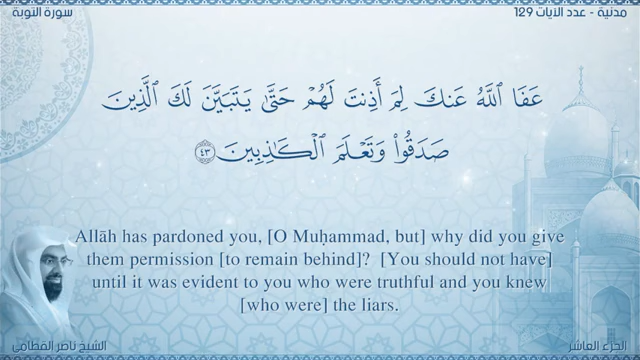 مدنية - عدد الآيات 129
سورة التوبة
عَفَا ٱللَّهُ عَنكَ لِمَ أَذِنتَ لَهُمْ حَتَّىٰ يَتَبَيَّنَ لَكَ ٱلَّذِينَ
صَدَقُوا۟ وَتَعْلَمَ ٱلْكَـٰذِبِينَ ٤٣
Allāh has pardoned you, [O Muḥammad, but] why did you give
them permission [to remain behind]? [You should not have]
until it was evident to you who were truthful and you knew
[who were] the liars.
الجزء العاشر
الشيخ ناصر القطامي